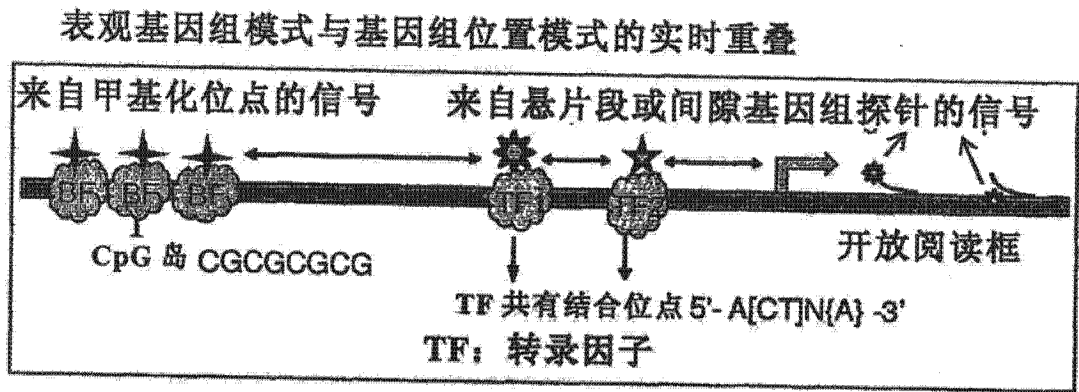 表观基因组模式与基因组位置模式的实时重叠
来自甲基化位点的信号 来自悬片段或间隙基因组探针的信号
BF BF BF
CpG 岛 CGCGCGCG
开放阅读框
TF 共有结合位点 5'- A[CT]N{A} -3'
TF：转录因子